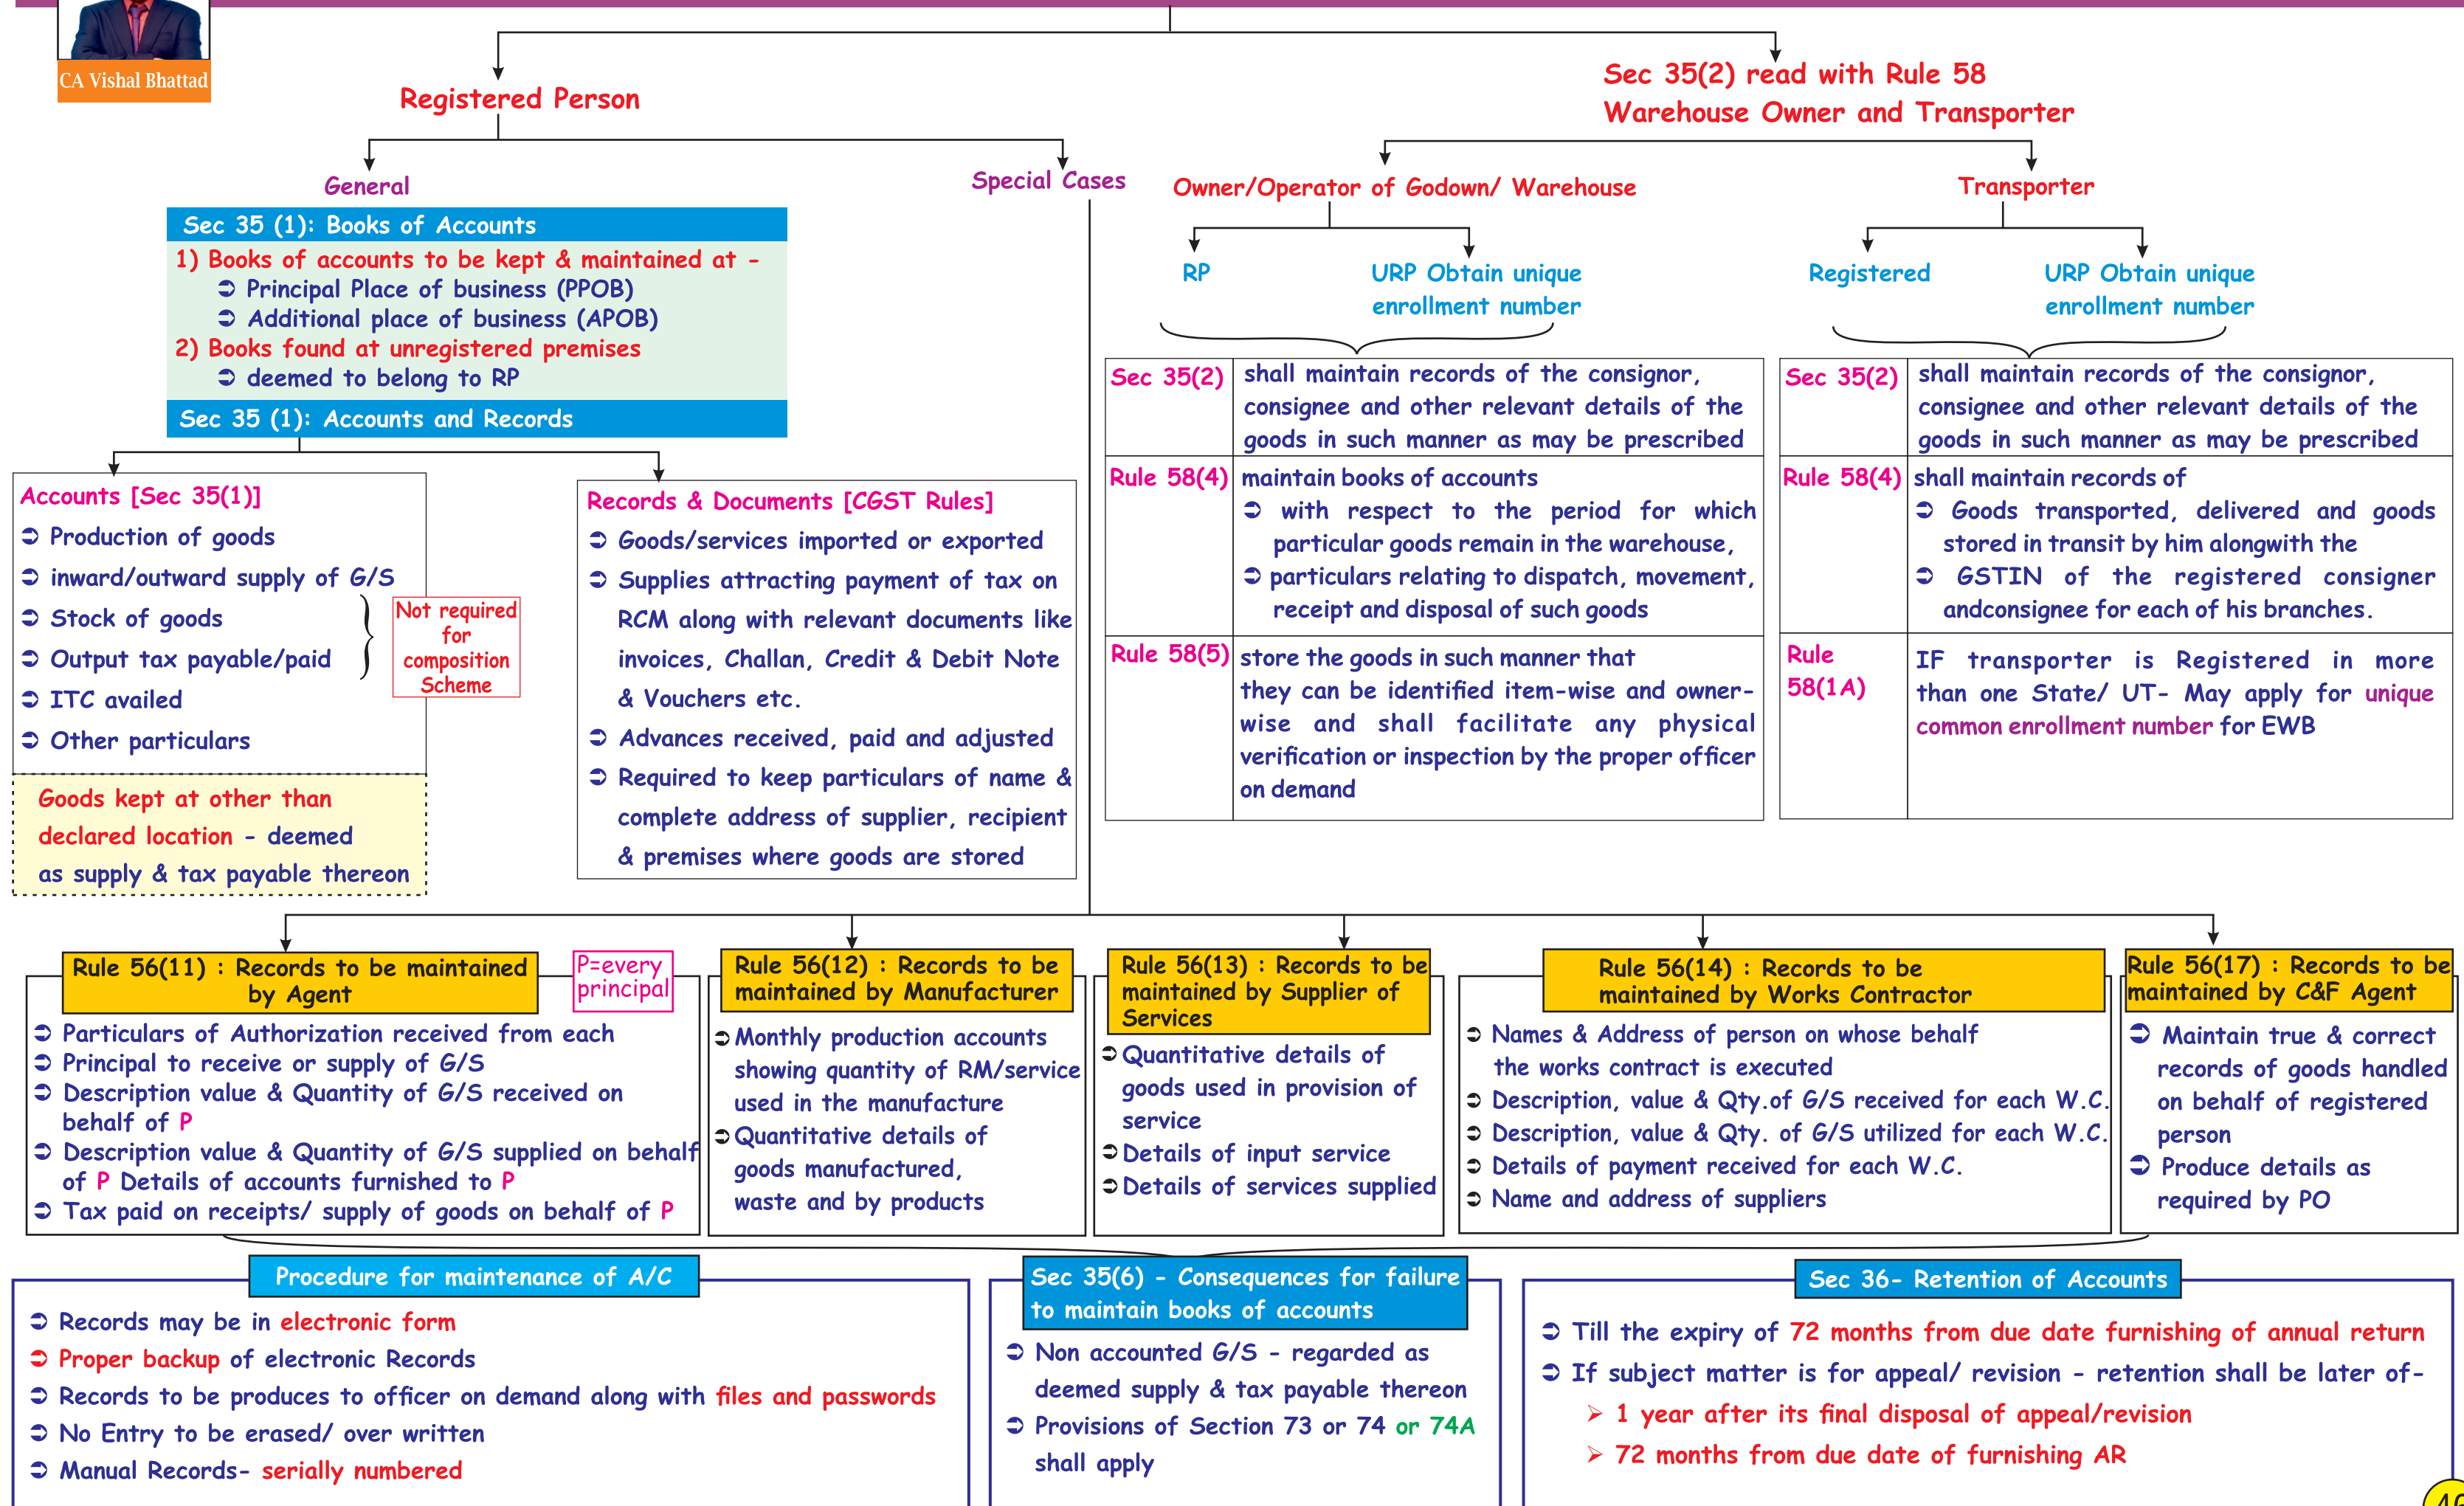 CA Vishal Bhattad
Registered Person
General
Special Cases
Sec 35 (1): Books of Accounts
1) Books of accounts to be kept & maintained at -
➲ Principal Place of business (PPOB)
➲ Additional place of business (APOB)
2) Books found at unregistered premises
➲ deemed to belong to RP
Sec 35 (1): Accounts and Records
Accounts [Sec 35(1)]
➲ Production of goods
➲ inward/outward supply of G/S
➲ Stock of goods
➲ Output tax payable/paid
➲ ITC availed
➲ Other particulars
Not required
for
composition
Scheme
Goods kept at other than
declared location - deemed
as supply & tax payable thereon
Records & Documents [CGST Rules]
➲ Goods/services imported or exported
➲ Supplies attracting payment of tax on
RCM along with relevant documents like
invoices, Challan, Credit & Debit Note
& Vouchers etc.
➲ Advances received, paid and adjusted
➲ Required to keep particulars of name &
complete address of supplier, recipient
& premises where goods are stored
Sec 35(2) read with Rule 58
Warehouse Owner and Transporter
Owner/Operator of Godown/ Warehouse
RP
URP Obtain unique
enrollment number
Sec 35(2)
shall maintain records of the consignor,
consignee and other relevant details of the
goods in such manner as may be prescribed
Rule 58(4)
maintain books of accounts
➲ with respect to the period for which
particular goods remain in the warehouse,
➲ particulars relating to dispatch, movement,
receipt and disposal of such goods
Rule 58(5)
store the goods in such manner that
they can be identified item-wise and owner-
wise and shall facilitate any physical
verification or inspection by the proper officer
on demand
Transporter
Registered
URP Obtain unique
enrollment number
Sec 35(2)
shall maintain records of the consignor,
consignee and other relevant details of the
goods in such manner as may be prescribed
Rule 58(4)
shall maintain records of
➲ Goods transported, delivered and goods
stored in transit by him alongwith the
➲ GSTIN of the registered consigner
andconsignee for each of his branches.
Rule
58(1A)
IF transporter is Registered in more
than one State/ UT- May apply for unique
common enrollment number for EWB
Rule 56(11) : Records to be maintained
by Agent
P=every
principal
➲ Particulars of Authorization received from each
➲ Principal to receive or supply of G/S
➲ Description value & Quantity of G/S received on
behalf of P
➲ Description value & Quantity of G/S supplied on behalf
of P Details of accounts furnished to P
➲ Tax paid on receipts/ supply of goods on behalf of P
Rule 56(12) : Records to be
maintained by Manufacturer
➲ Monthly production accounts
showing quantity of RM/service
used in the manufacture
➲ Quantitative details of
goods manufactured,
waste and by products
Rule 56(13) : Records to be
maintained by Supplier of
Services
➲ Quantitative details of
goods used in provision of
service
➲ Details of input service
➲ Details of services supplied
Rule 56(14) : Records to be
maintained by Works Contractor
➲ Names & Address of person on whose behalf
the works contract is executed
➲ Description, value & Qty.of G/S received for each W.C.
➲ Description, value & Qty. of G/S utilized for each W.C.
➲ Details of payment received for each W.C.
➲ Name and address of suppliers
Rule 56(17) : Records to be
maintained by C&F Agent
➲ Maintain true & correct
records of goods handled
on behalf of registered
person
➲ Produce details as
required by PO
Procedure for maintenance of A/C
➲ Records may be in electronic form
➲ Proper backup of electronic Records
➲ Records to be produces to officer on demand along with files and passwords
➲ No Entry to be erased/ over written
➲ Manual Records- serially numbered
Sec 35(6) - Consequences for failure
to maintain books of accounts
➲ Non accounted G/S - regarded as
deemed supply & tax payable thereon
➲ Provisions of Section 73 or 74 or 74A
shall apply
Sec 36- Retention of Accounts
➲ Till the expiry of 72 months from due date furnishing of annual return
➲ If subject matter is for appeal/ revision - retention shall be later of-
➢ 1 year after its final disposal of appeal/revision
➢ 72 months from due date of furnishing AR